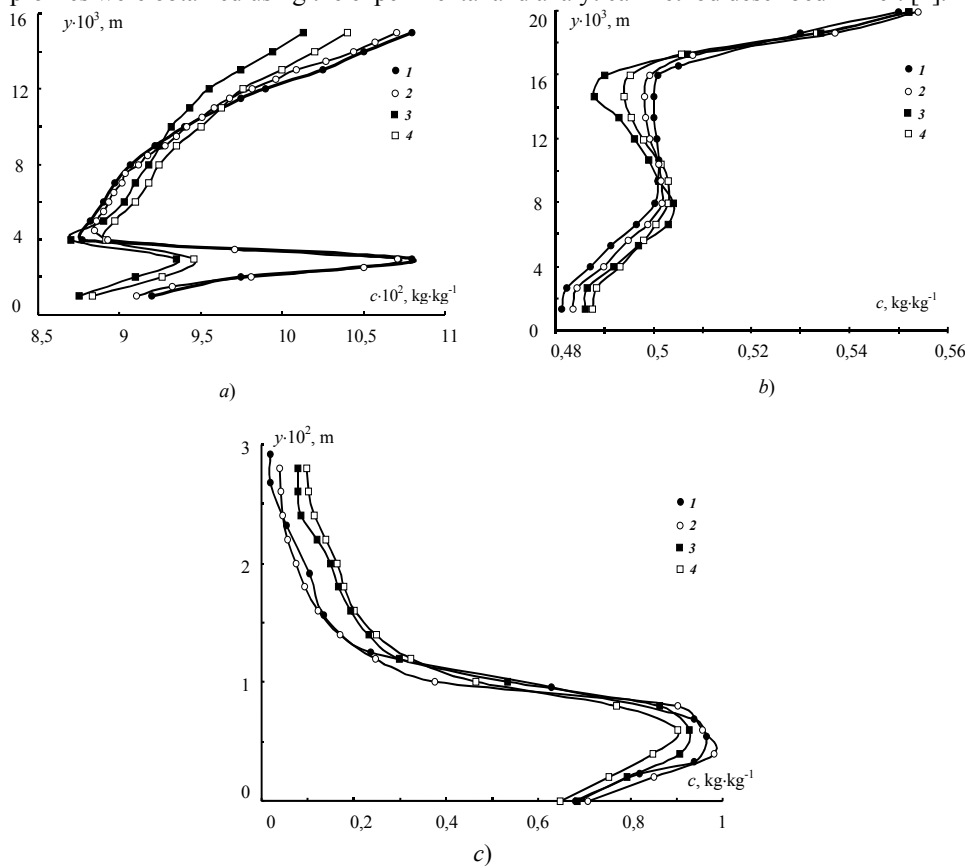 profiles were obtained using the experimental and analytical method described in
16
y·10³, m
12
8
4
0
1
2
3
4
c·10², kg·kg⁻¹
8,5 9 9,5 10 10,5 11
a)
20
y·10³, m
16
12
8
4
0
1
2
3
4
c, kg·kg⁻¹
0,48 0,5 0,52 0,54 0,56
b)
3
y·10², m
2
1
0
1
2
3
4
c, kg·kg⁻¹
0 0,2 0,4 0,6 0,8 1
c)